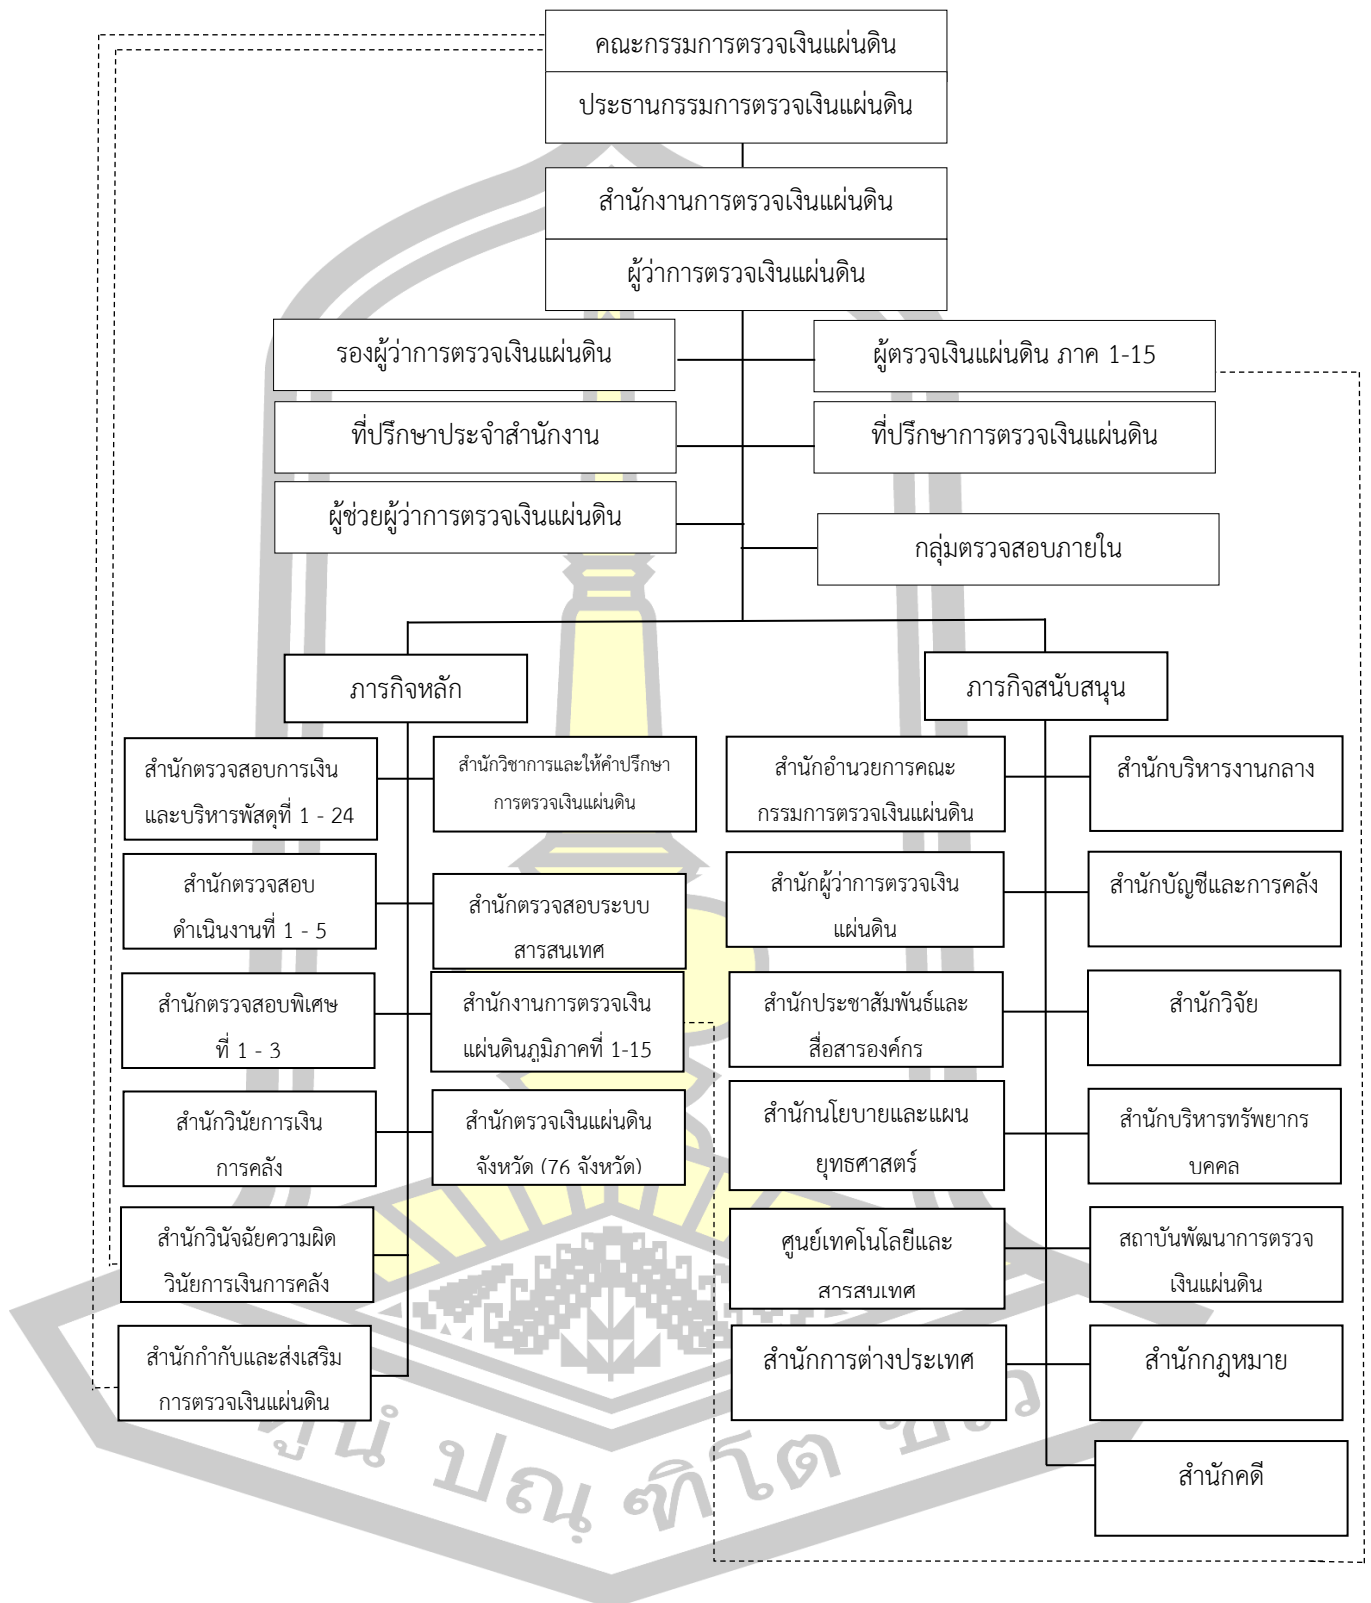 คณะกรรมการตรวจเงินแผ่นดิน
ประธานกรรมการตรวจเงินแผ่นดิน
สำนักงานการตรวจเงินแผ่นดิน
ผู้ว่าการตรวจเงินแผ่นดิน
รองผู้ว่าการตรวจเงินแผ่นดิน
ผู้ตรวจเงินแผ่นดิน ภาค 1-15
ที่ปรึกษาประจำสำนักงาน
ที่ปรึกษาการตรวจเงินแผ่นดิน
ผู้ช่วยผู้ว่าการตรวจเงินแผ่นดิน
กลุ่มตรวจสอบภายใน
ภารกิจหลัก
ภารกิจสนับสนุน
สำนักตรวจสอบการเงิน
และบริหารพัสดุที่ 1 - 24
สำนักวิชาการและให้คำปรึกษา
การตรวจเงินแผ่นดิน
สำนักอำนวยการคณะ
กรรมการตรวจเงินแผ่นดิน
สำนักบริหารงานกลาง
สำนักตรวจสอบ
ดำเนินงานที่ 1 - 5
สำนักตรวจสอบระบบ
สารสนเทศ
สำนักผู้ว่าการตรวจเงิน
แผ่นดิน
สำนักบัญชีและการคลัง
สำนักตรวจสอบพิเศษ
ที่ 1 - 3
สำนักงานการตรวจเงิน
แผ่นดินภูมิภาคที่ 1-15
สำนักประชาสัมพันธ์และ
สื่อสารองค์กร
สำนักวิจัย
สำนักวินัยการเงิน
การคลัง
สำนักตรวจเงินแผ่นดิน
จังหวัด (76 จังหวัด)
สำนักนโยบายและแผน
ยุทธศาสตร์
สำนักบริหารทรัพยากร
บุคคล
สำนักวินัจฉัยความผิด
วินัยการเงินการคลัง
ศูนย์เทคโนโลยีและ
สารสนเทศ
สถาบันพัฒนาการตรวจ
เงินแผ่นดิน
สำนักกำกับและส่งเสริม
การตรวจเงินแผ่นดิน
สำนักการต่างประเทศ
สำนักกฎหมาย
สำนักคดี
ปณฺ ฑิโต